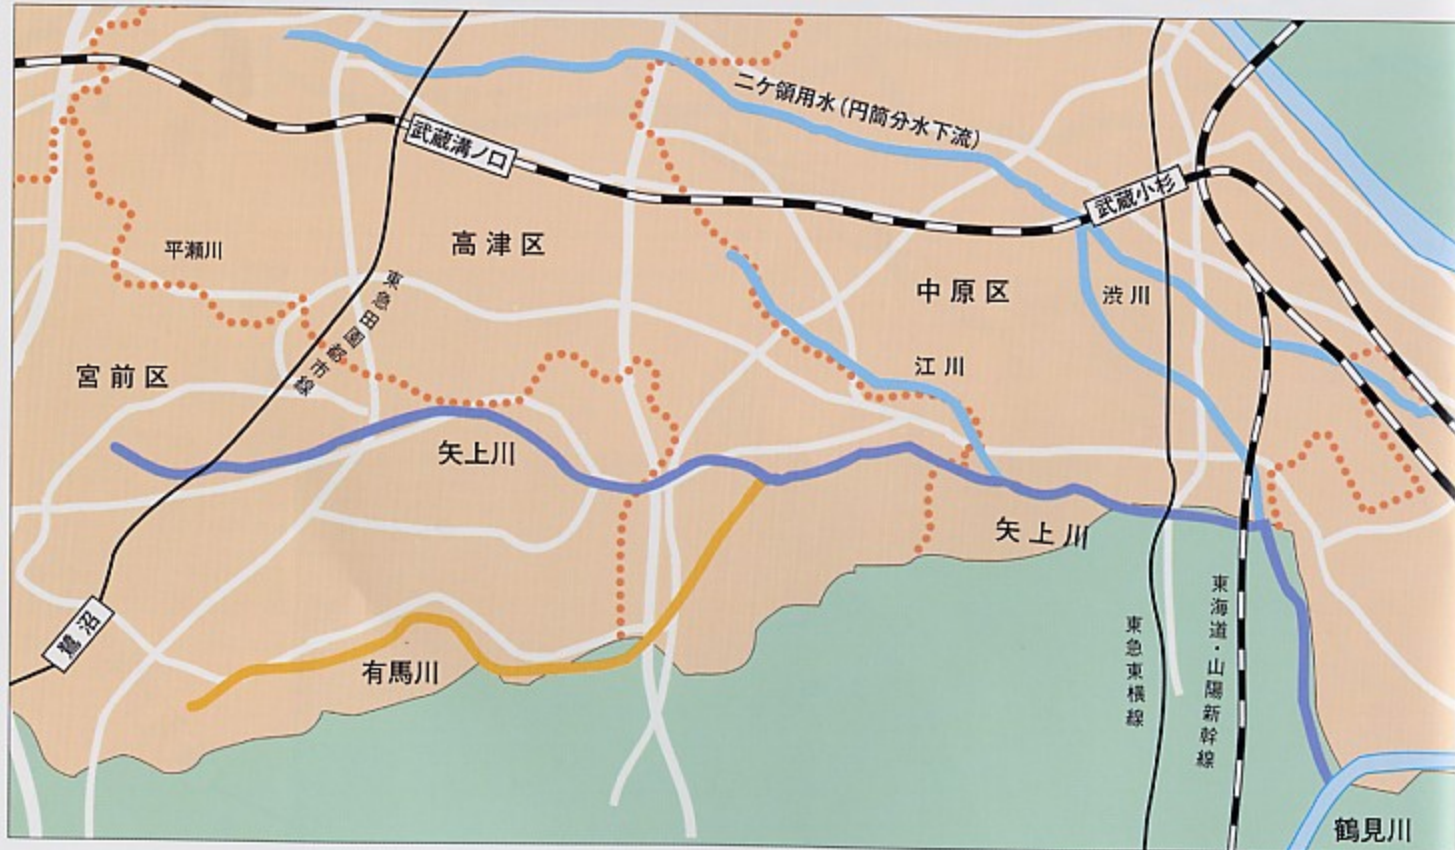 二ケ領用水(円筒分水下流)
武蔵溝ノ口
武蔵小杉
平瀬川
高津区
東急田園都市線
中原区
渋川
宮前区
江川
矢上川
矢上川
鷺沼
有馬川
東急東横線
東海道・山陽新幹線
鶴見川